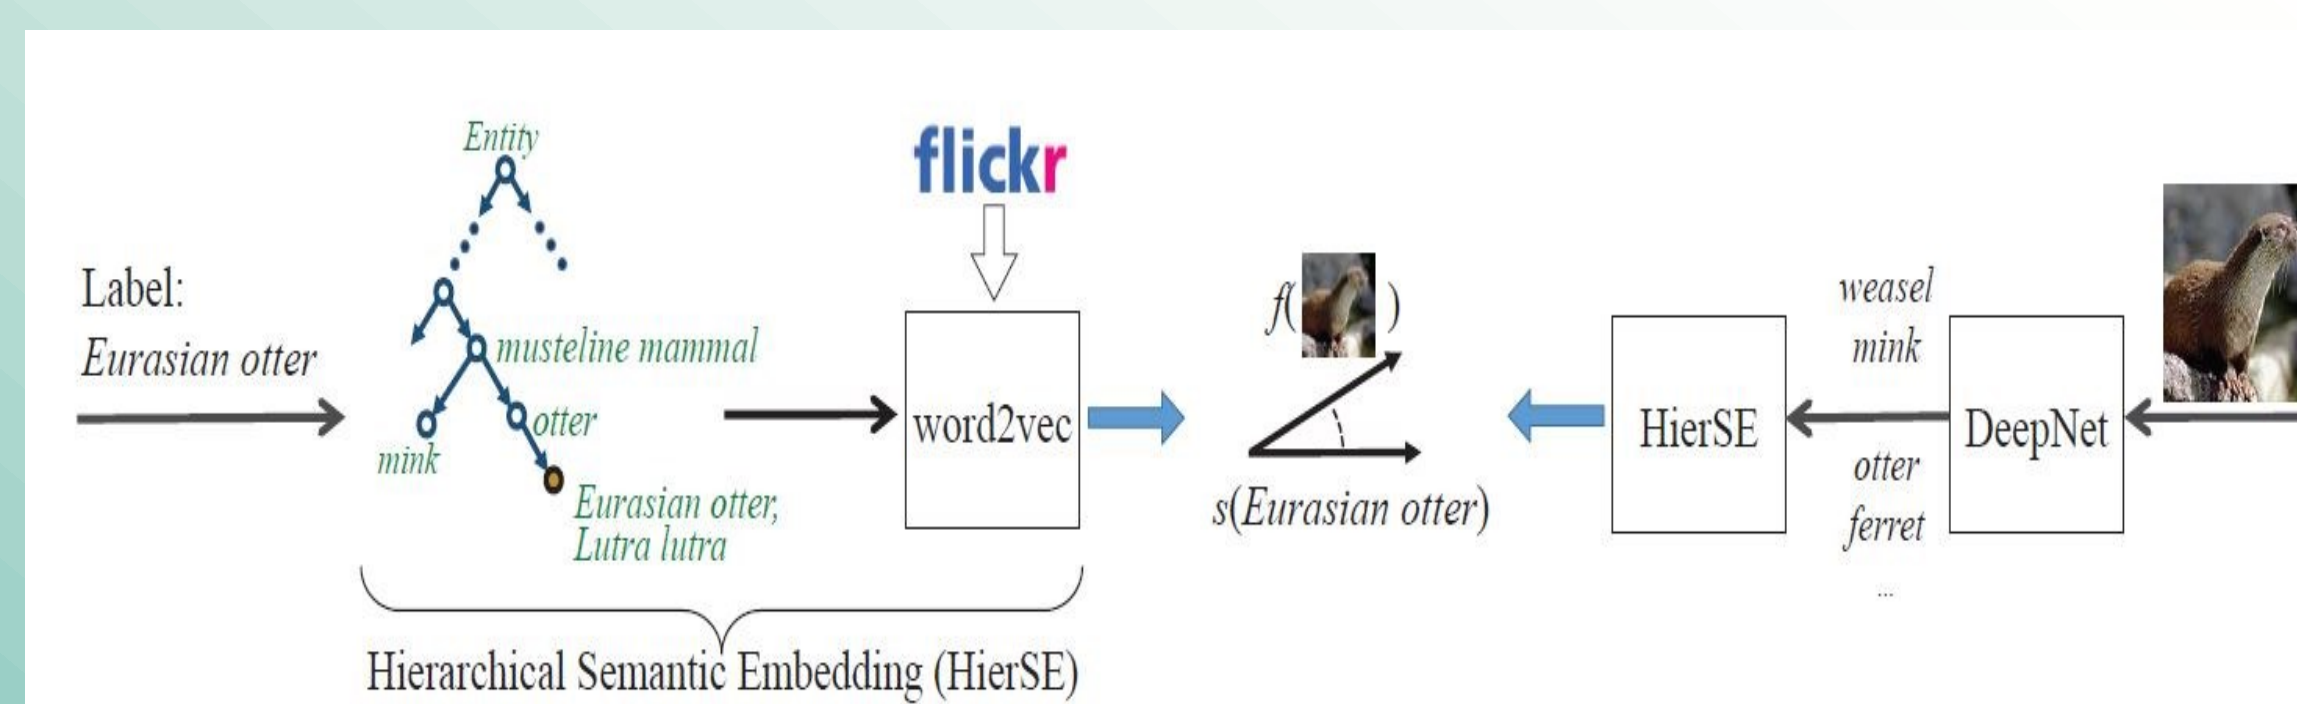 Label:
Eurasian otter
Entity
musteline mammal
otter
mink
Eurasian otter,
Lutra lutra
Hierarchical Semantic Embedding (HierSE)
flickr
word2vec
f( )
s(Eurasian otter)
HierSE
weasel
mink
otter
ferret
...
DeepNet